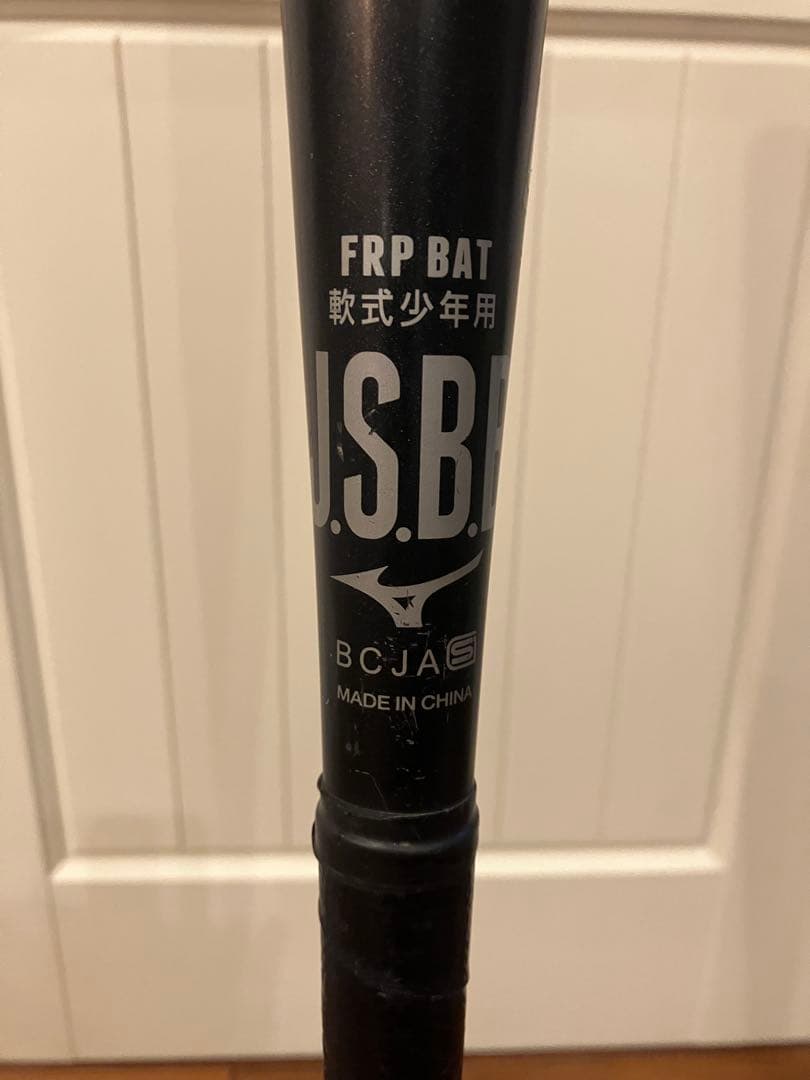 FRP BAT
軟式少年用
J.S.B.B
BCJA S
MADE IN CHINA